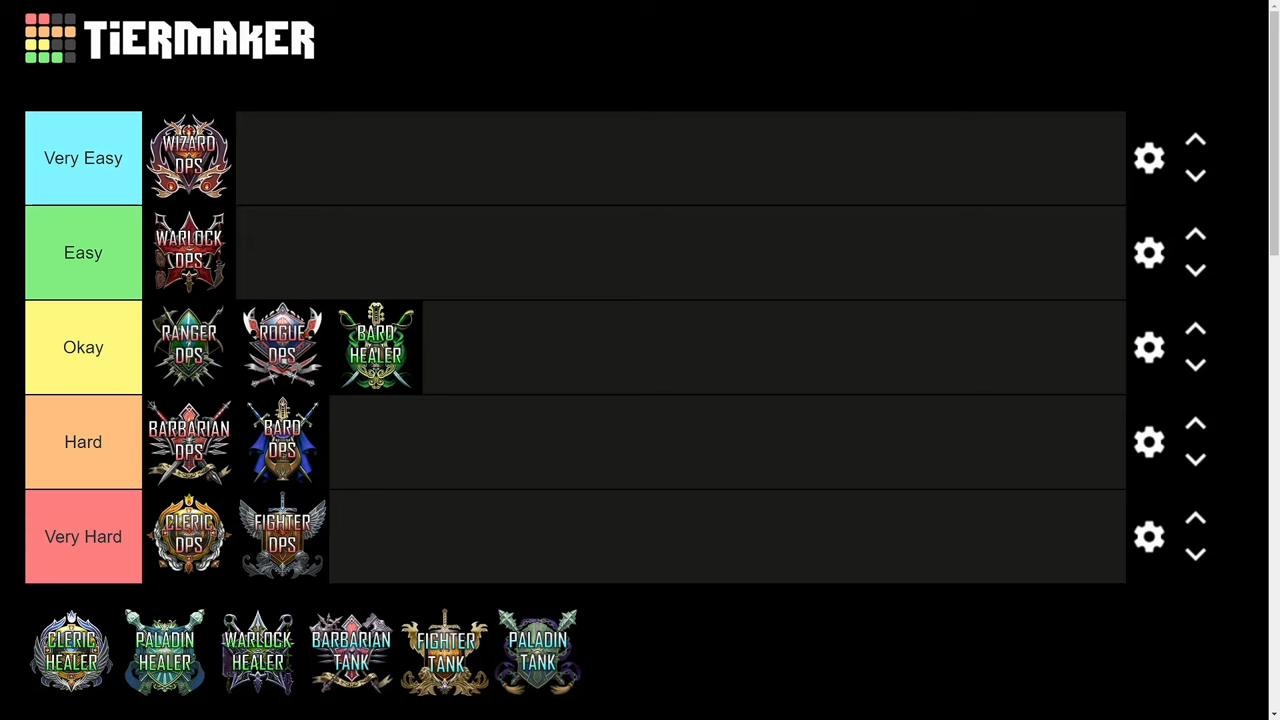 TiERMAKER
Very Easy
WIZARD
DPS
Easy
WARLOCK
DPS
Okay
RANGER
DPS
ROGUE
DPS
BARD
HEALER
Hard
BARBARIAN
DPS
BARD
DPS
Very Hard
CLERIC
DPS
FIGHTER
DPS
CLERIC
HEALER
PALADIN
HEALER
WARLOCK
HEALER
BARBARIAN
TANK
FIGHTER
TANK
PALADIN
TANK